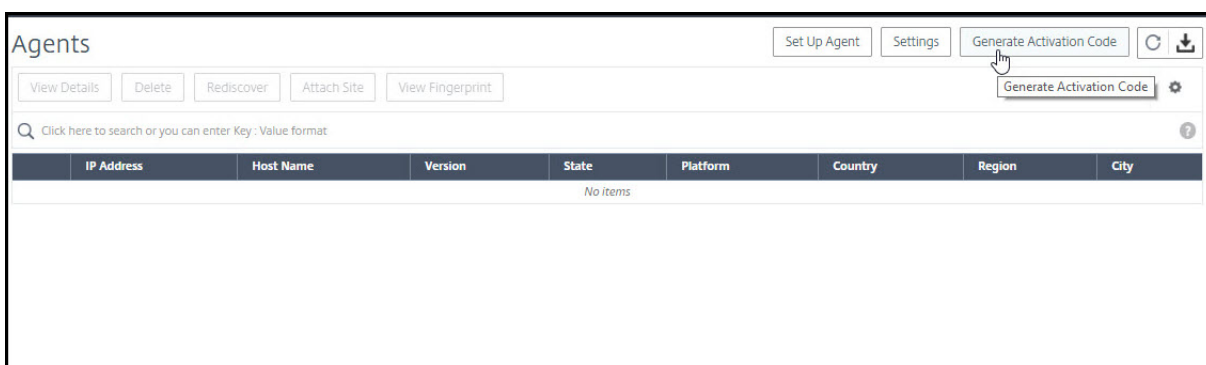 Agents
Set Up Agent Settings Generate Activation Code
View Details Delete Rediscover Attach Site View Fingerprint
Generate Activation Code
Click here to search or you can enter Key : Value format
?
IP Address Host Name Version State Platform Country Region City
No items